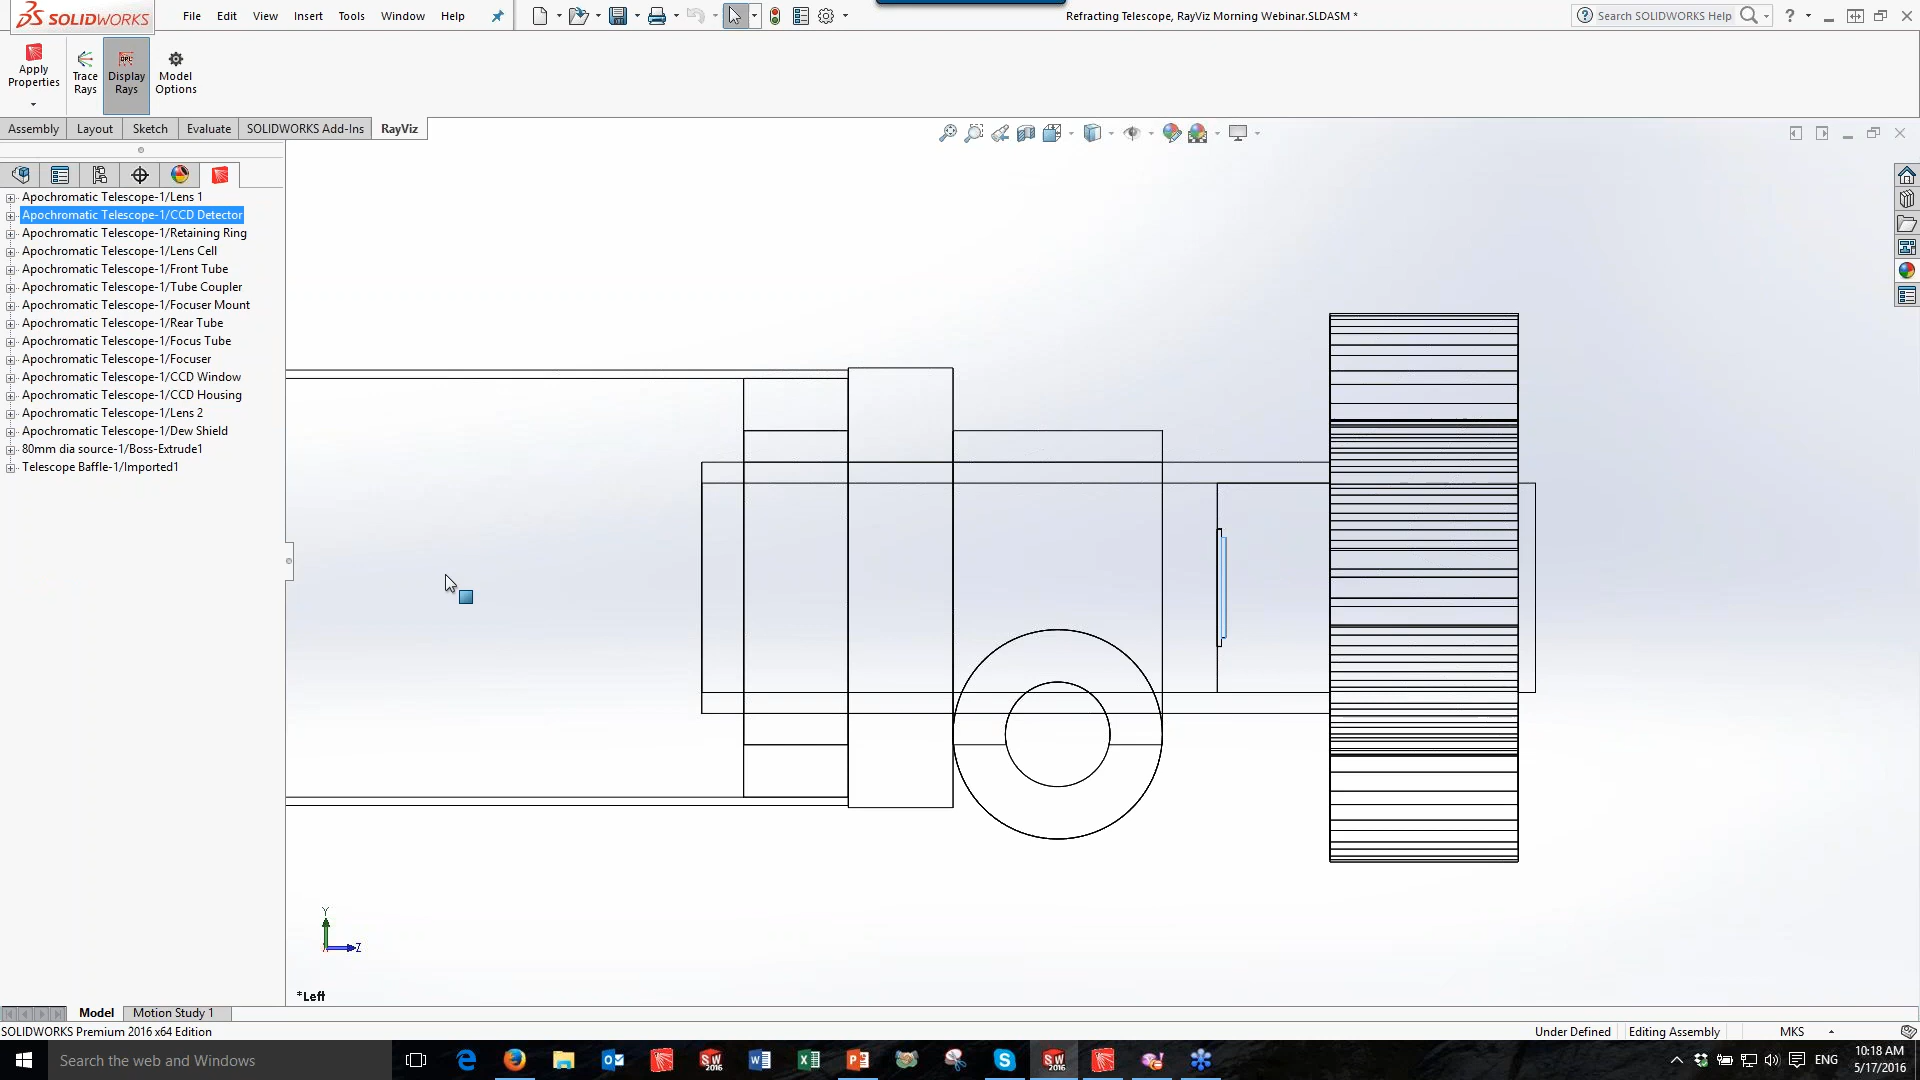 SOLIDWORKS
File Edit View Insert Tools Window Help
Refracting Telescope, RayViz Morning Webinar.SLDASM *
Search SOLIDWORKS Help
?
Apply Properties
Trace Rays
Display Rays
Model Options
Assembly Layout Sketch Evaluate SOLIDWORKS Add-Ins RayViz
Apochromatic Telescope-1/Lens 1
Apochromatic Telescope-1/CCD Detector
Apochromatic Telescope-1/Retaining Ring
Apochromatic Telescope-1/Lens Cell
Apochromatic Telescope-1/Front Tube
Apochromatic Telescope-1/Tube Coupler
Apochromatic Telescope-1/Focuser Mount
Apochromatic Telescope-1/Rear Tube
Apochromatic Telescope-1/Focus Tube
Apochromatic Telescope-1/Focuser
Apochromatic Telescope-1/CCD Window
Apochromatic Telescope-1/CCD Housing
Apochromatic Telescope-1/Lens 2
Apochromatic Telescope-1/Dew Shield
80mm dia source-1/Boss-Extrude1
Telescope Baffle-1/Imported1
Y
Z
*Left
Model Motion Study 1
SOLIDWORKS Premium 2016 x64 Edition
Under Defined Editing Assembly MKS
Search the web and Windows
ENG
10:18 AM
5/17/2016